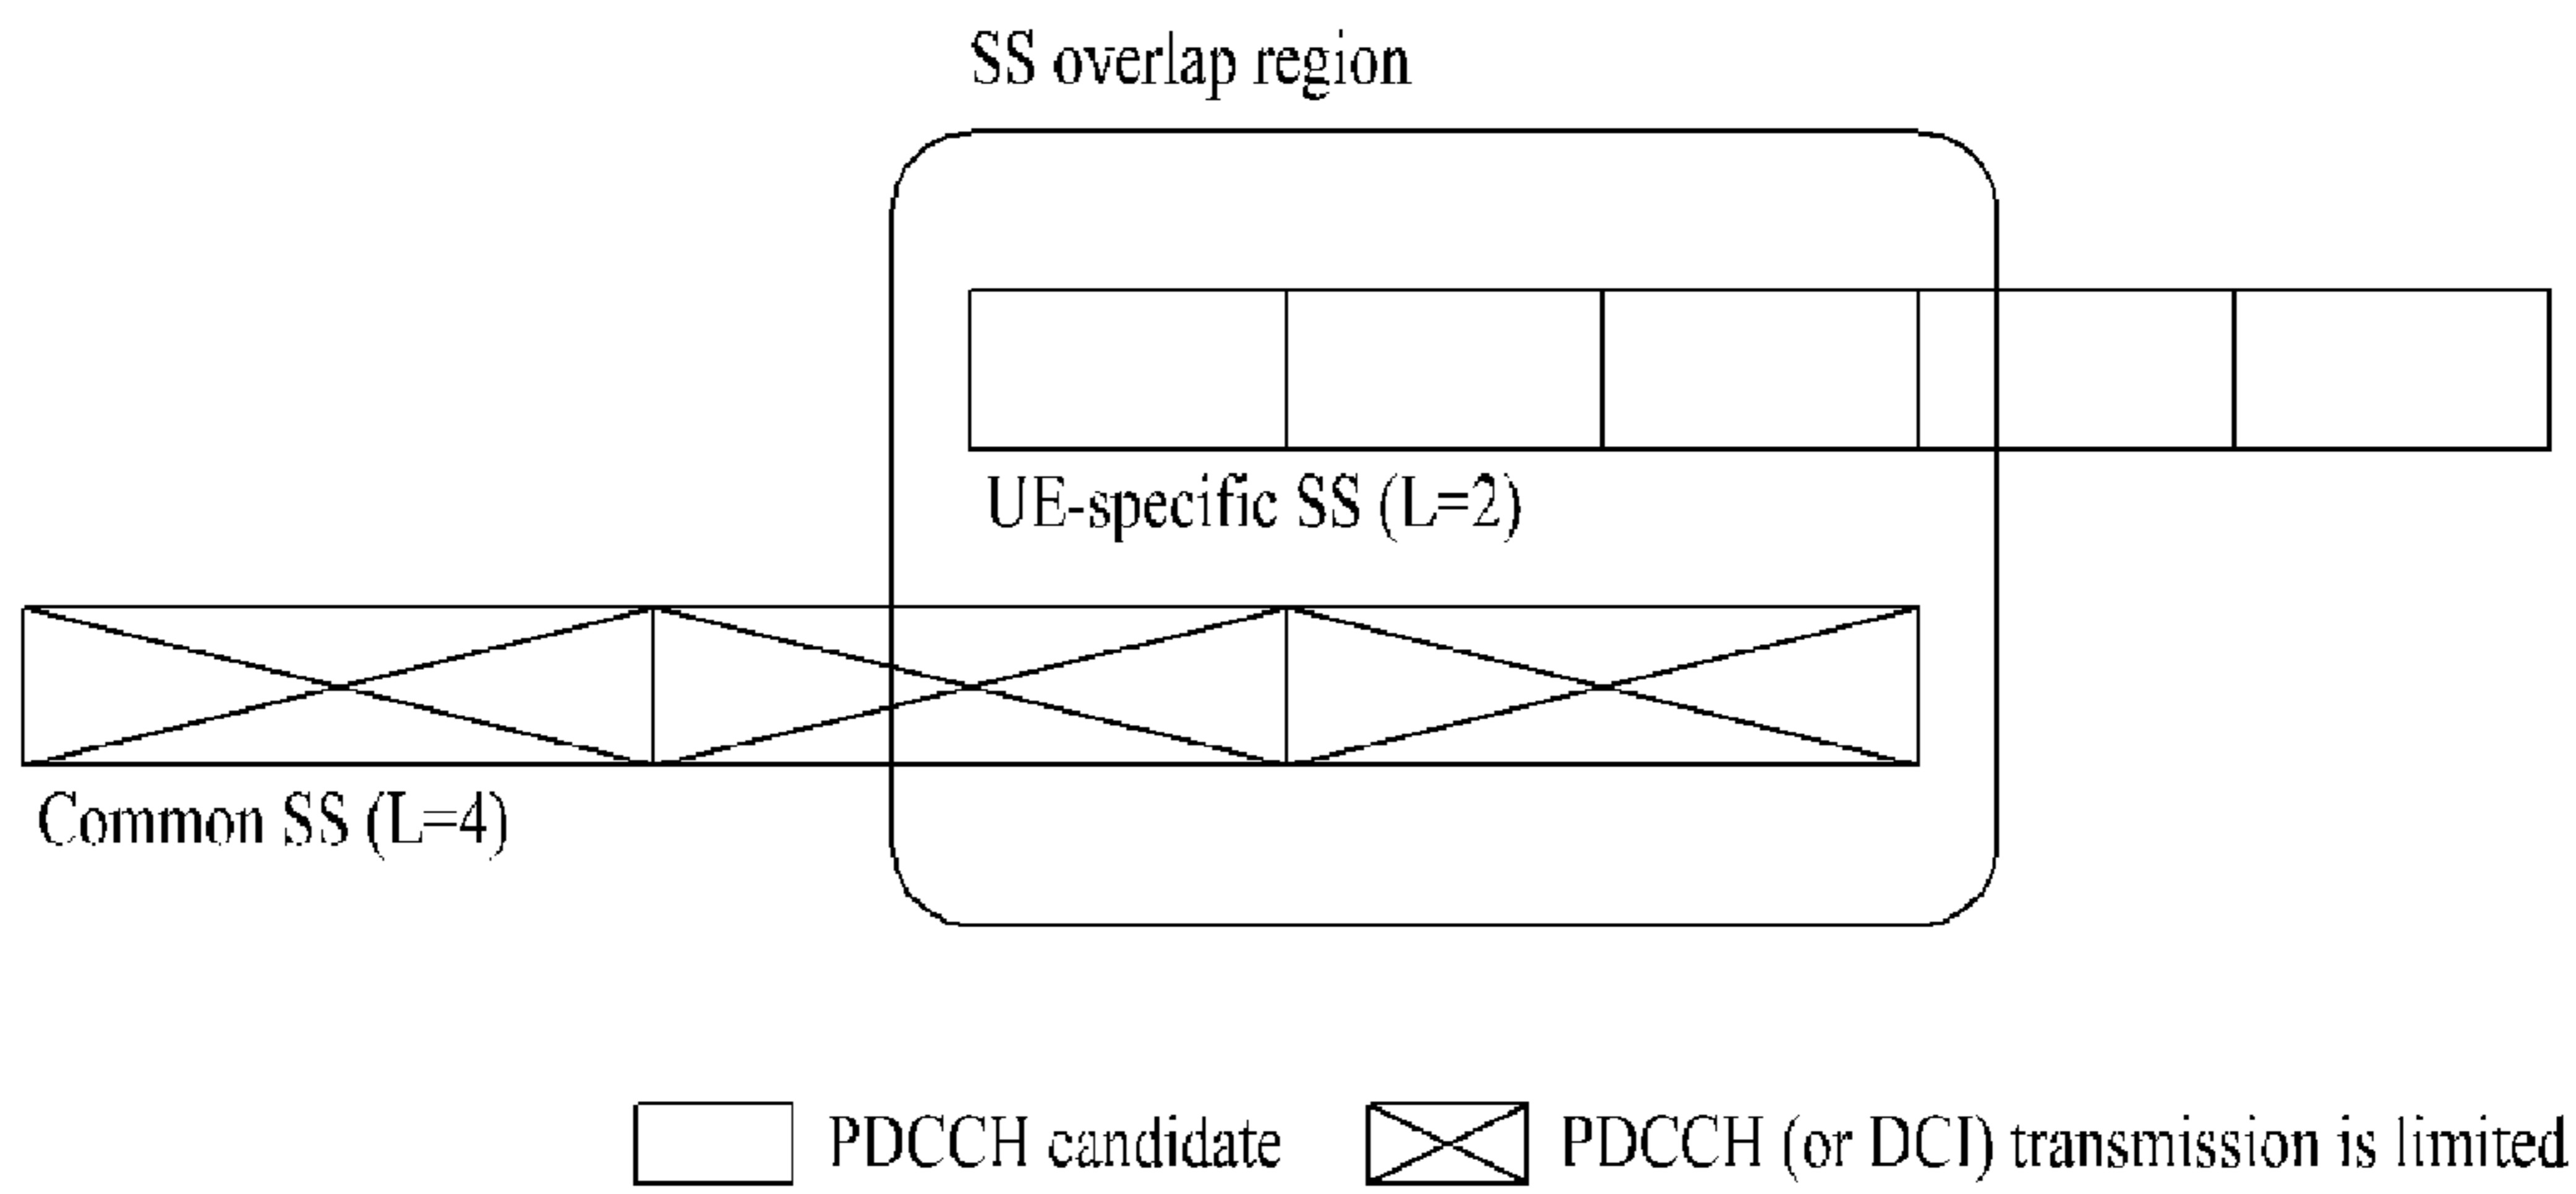 SS overlap region
UE-specific SS (L=2)
Common SS (L=4)
PDCCH candidate
PDCCH (or DCI) transmission is limited